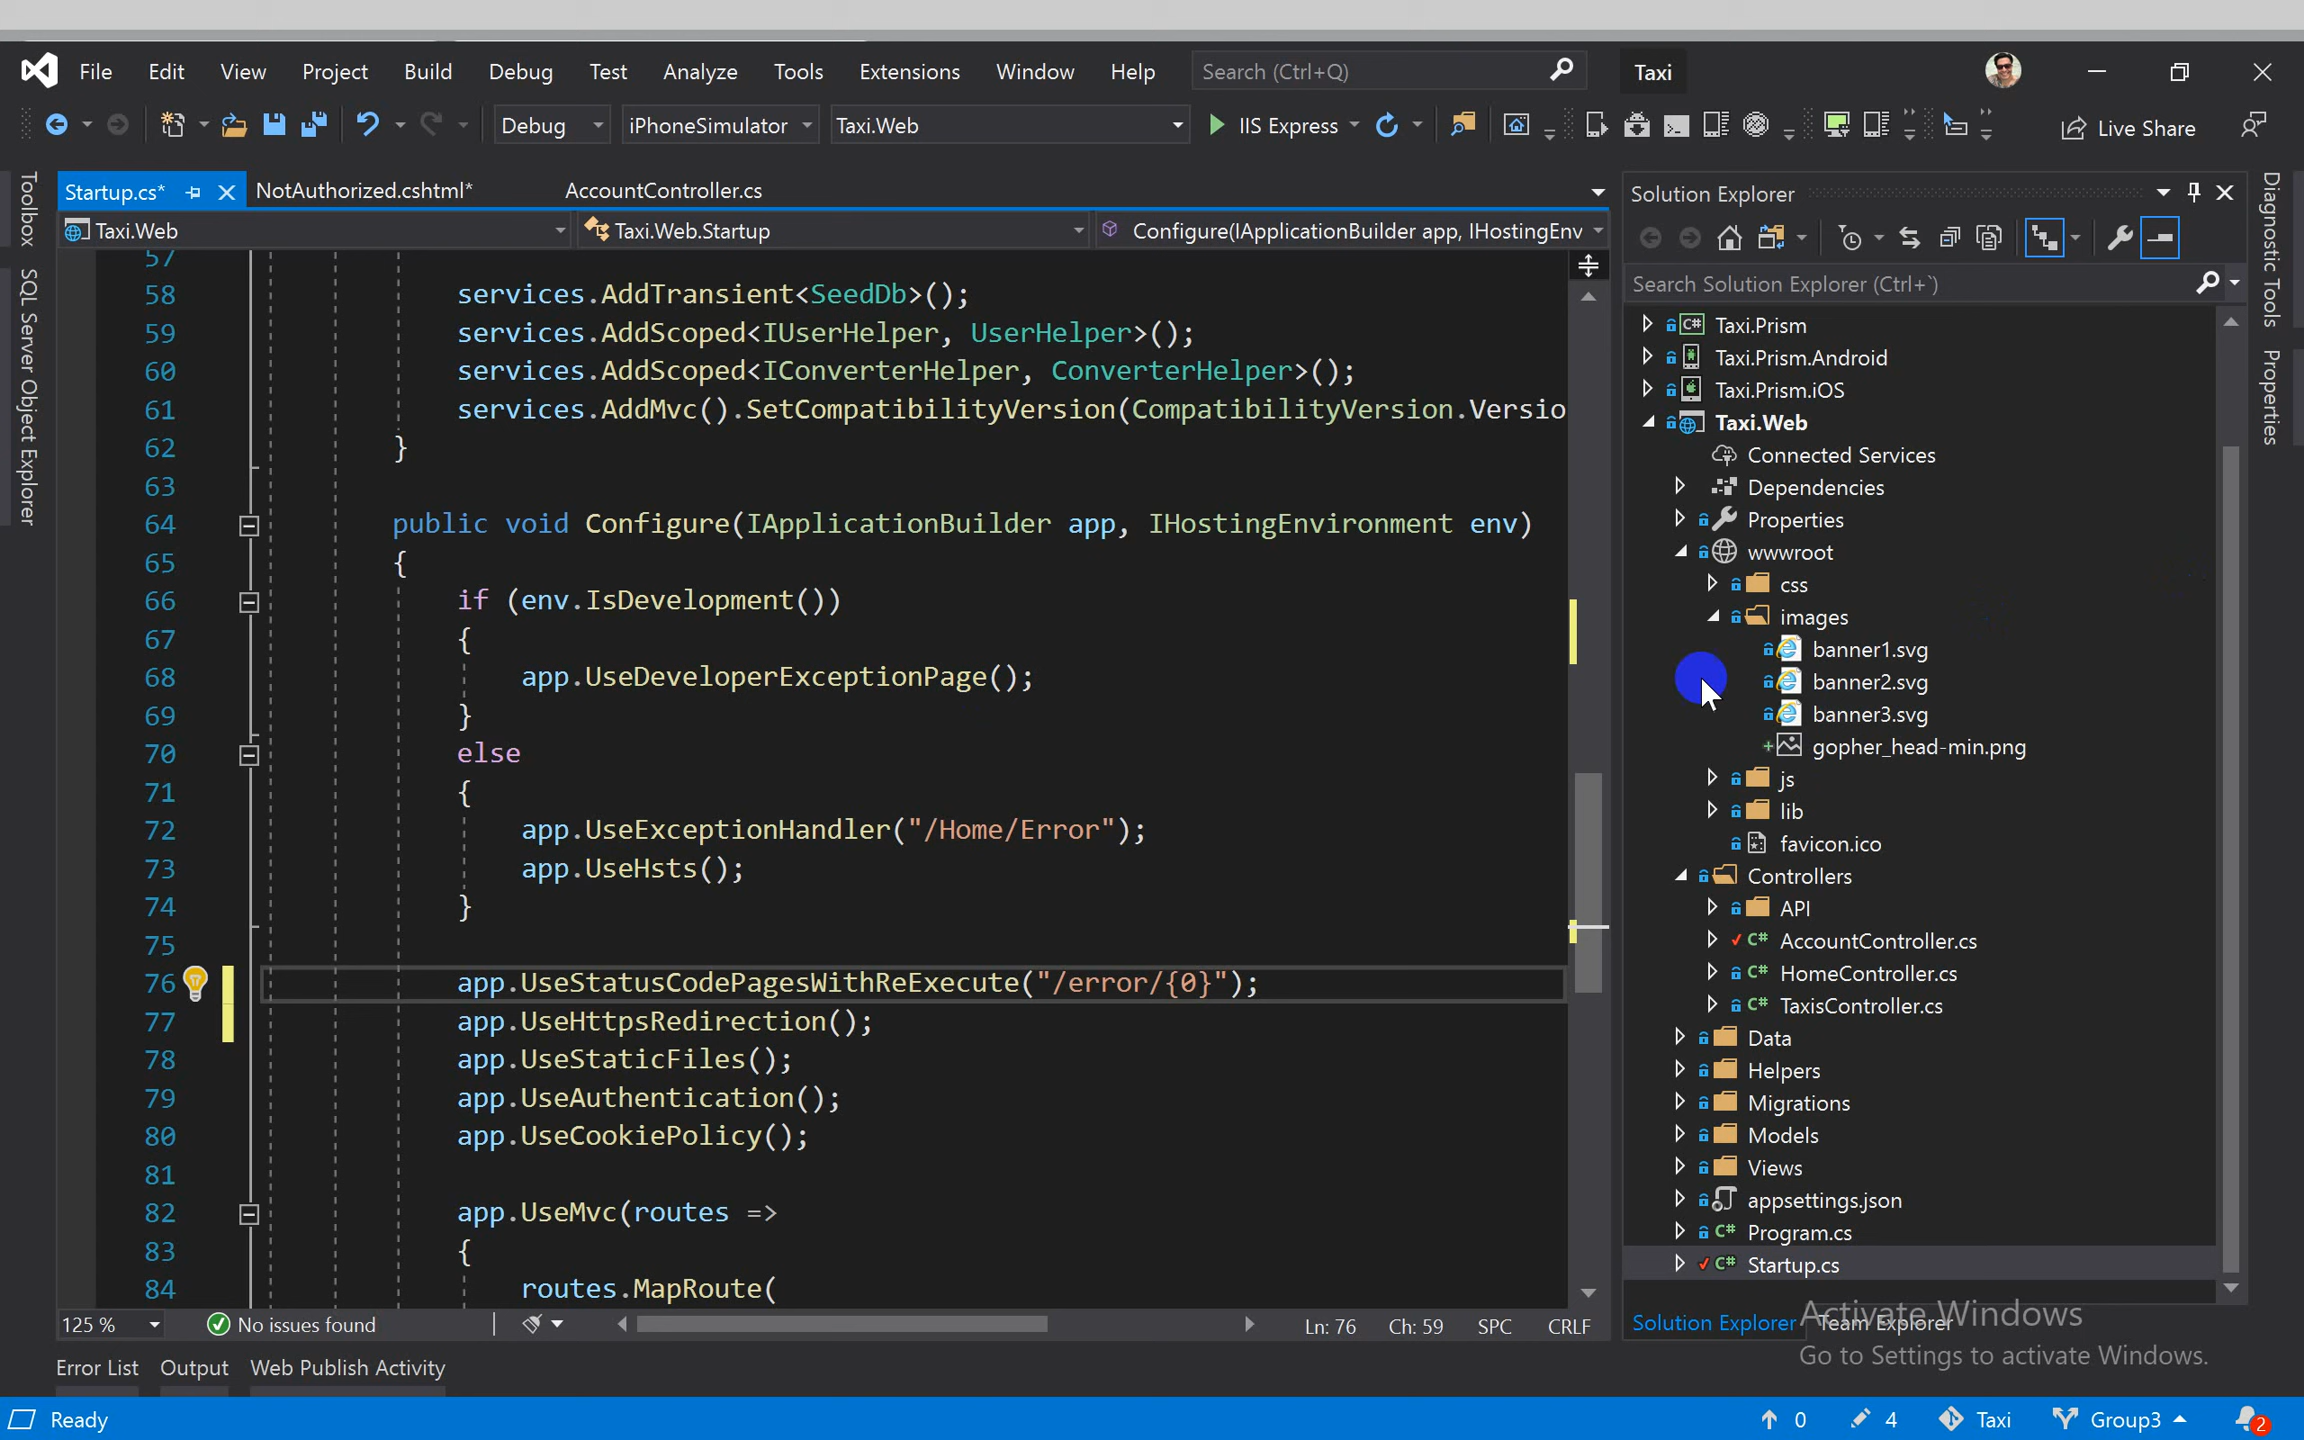 File Edit View Project Build Debug Test Analyze Tools Extensions Window Help Search (Ctrl+Q) Taxi
Debug iPhoneSimulator Taxi.Web IIS Express Live Share
Startup.cs* NotAuthorized.cshtml* AccountController.cs
Taxi.Web Taxi.Web.Startup Configure(IApplicationBuilder app, IHostingEnv
57
58 services.AddTransient<SeedDb>();
59 services.AddScoped<IUserHelper, UserHelper>();
60 services.AddScoped<IConverterHelper, ConverterHelper>();
61 services.AddMvc().SetCompatibilityVersion(CompatibilityVersion.Versio
62 }
63
64 public void Configure(IApplicationBuilder app, IHostingEnvironment env)
65 {
66 if (env.IsDevelopment())
67 {
68 app.UseDeveloperExceptionPage();
69 }
70 else
71 {
72 app.UseExceptionHandler("/Home/Error");
73 app.UseHsts();
74 }
75
76 app.UseStatusCodePagesWithReExecute("/error/{0}");
77 app.UseHttpsRedirection();
78 app.UseStaticFiles();
79 app.UseAuthentication();
80 app.UseCookiePolicy();
81
82 app.UseMvc(routes =>
83 {
84 routes.MapRoute(
125 % No issues found Ln: 76 Ch: 59 SPC CRLF
Error List Output Web Publish Activity
Toolbox
SQL Server Object Explorer
Solution Explorer
Search Solution Explorer (Ctrl+`)
Taxi.Prism
Taxi.Prism.Android
Taxi.Prism.iOS
Taxi.Web
Connected Services
Dependencies
Properties
wwwroot
css
images
banner1.svg
banner2.svg
banner3.svg
gopher_head-min.png
js
lib
favicon.ico
Controllers
API
C# AccountController.cs
C# HomeController.cs
C# TaxisController.cs
Data
Helpers
Migrations
Models
Views
appsettings.json
C# Program.cs
C# Startup.cs
Solution Explorer Team Explorer
Activate Windows
Go to Settings to activate Windows.
Diagnostic Tools
Properties
Ready 0 4 Taxi Group3 2